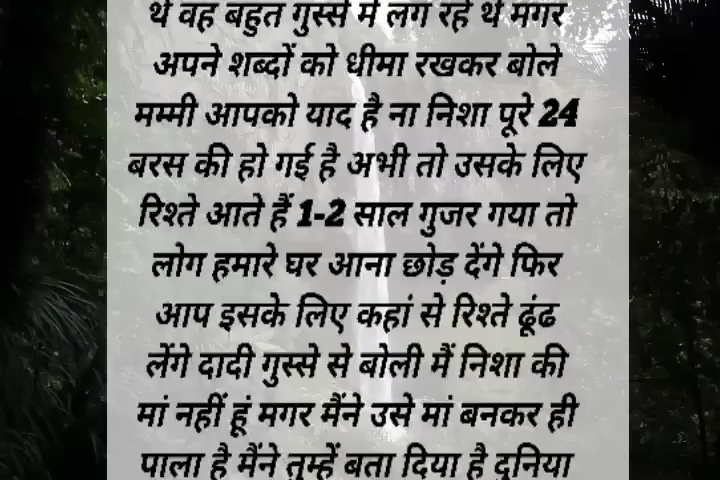 थे वह बहुत गुस्से में लग रहे थे मगर
अपने शब्दों को धीमा रखकर बोले
मम्मी आपको याद है ना निशा पूरे 24
बरस की हो गई है अभी तो उसके लिए
रिश्ते आते हैं 1-2 साल गुजर गया तो
लोग हमारे घर आना छोड़ देंगे फिर
आप इसके लिए कहां से रिश्ते ढूंढ
लेंगे दादी गुस्से से बोली मैं निशा की
मां नहीं हूं मगर मैंने उसे मां बनकर ही
पाला है मैंने तुम्हें बता दिया है दुनिया